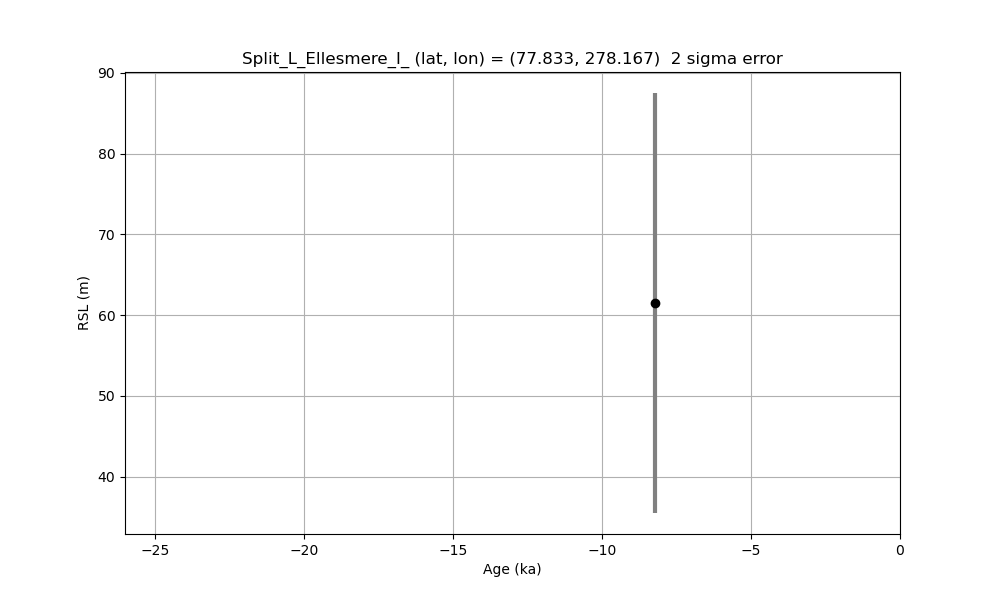 Split_L_Ellesmere_I_ (lat, lon) = (77.833, 278.167)  2 sigma error
90
80
70
60
50
40
RSL (m)
−25 −20 −15 −10 −5 0
Age (ka)